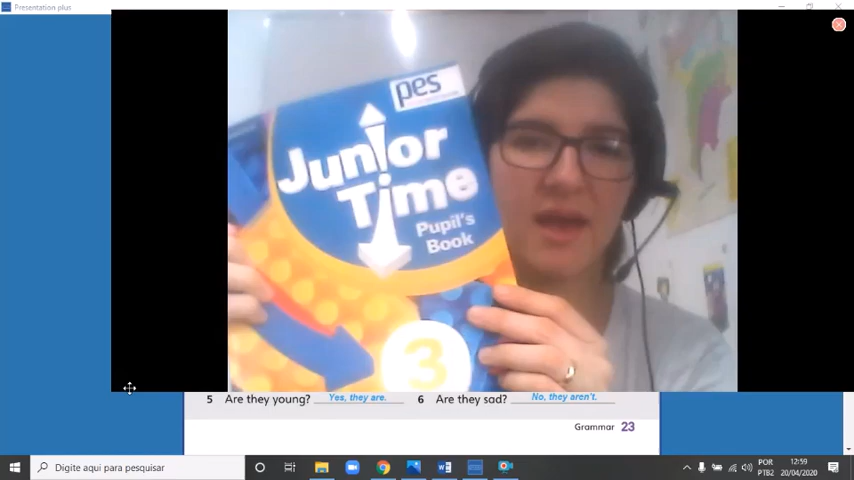 Presentation plus
pes
Junior
Time
Pupil's
Book
3
5 Are they young? Yes, they are. 6 Are they sad? No, they aren't.
Grammar 23
Digite aqui para pesquisar
POR
PTB2
12:59
20/04/2020